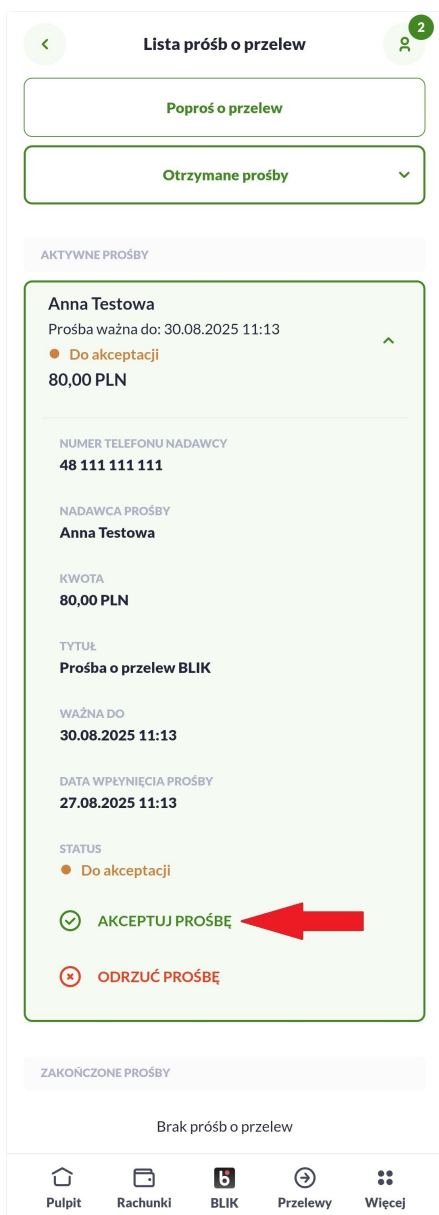 Lista próśb o przelew
2
Poproś o przelew
Otrzymane prośby
AKTYWNE PROŚBY
Anna Testowa
Prośba ważna do: 30.08.2025 11:13
Do akceptacji
80,00 PLN
NUMER TELEFONU NADAWCY
48 111 111 111
NADAWCA PROŚBY
Anna Testowa
KWOTA
80,00 PLN
TYTUŁ
Prośba o przelew BLIK
WAŻNA DO
30.08.2025 11:13
DATA WPŁYNIĘCIA PROŚBY
27.08.2025 11:13
STATUS
Do akceptacji
AKCEPTUJ PROŚBĘ
ODRZUĆ PROŚBĘ
ZAKOŃCZONE PROŚBY
Brak próśb o przelew
Pulpit Rachunki BLIK Przelewy Więcej